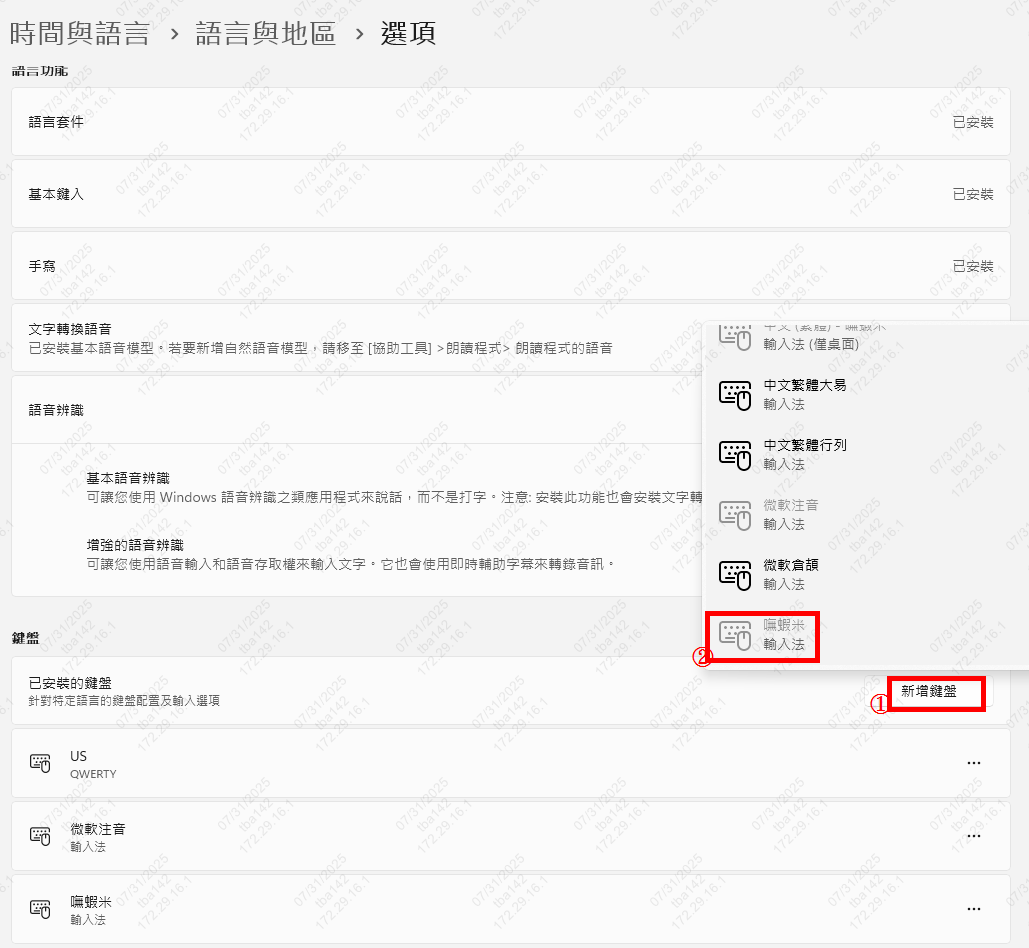 時間與語言 › 語言與地區 › 選項
語言功能
語言套件 已安裝
基本鍵入 已安裝
手寫 已安裝
文字轉換語音
已安裝基本語音模型。若要新增自然語音模型，請移至 [協助工具] >朗讀程式> 朗讀程式的語音
語音辨識
基本語音辨識
可讓您使用 Windows 語音辨識之類應用程式來說話，而不是打字。注意: 安裝此功能也會安裝文字轉
增強的語音辨識
可讓您使用語音輸入和語音存取權來輸入文字。它也會使用即時輔助字幕來轉錄音訊。
中文 (繁體) - 嘸蝦米
輸入法 (僅桌面)
中文繁體大易
輸入法
中文繁體行列
輸入法
微軟注音
輸入法
微軟倉頡
輸入法
嘸蝦米
輸入法
②
鍵盤
已安裝的鍵盤
針對特定語言的鍵盤配置及輸入選項
① 新增鍵盤
US
QWERTY
微軟注音
輸入法
嘸蝦米
輸入法
07/31/2025
tba142
172.29.16.1